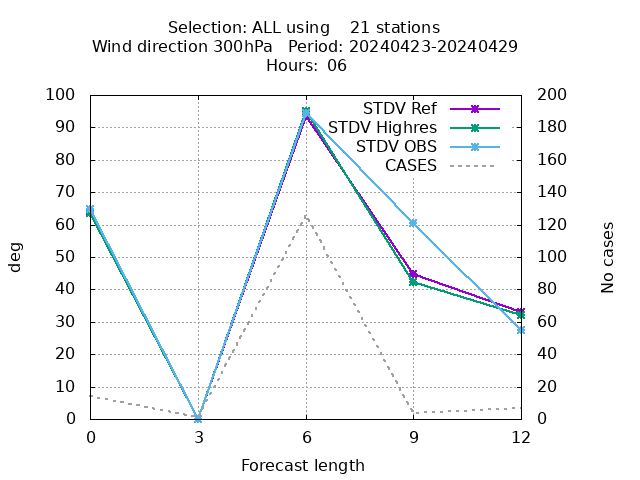 Selection: ALL using    21 stations
Wind direction 300hPa   Period: 20240423-20240429
Hours: 06
100 200
STDV Ref
90 180
STDV Highres
STDV OBS
80 160
CASES
70 140
60 120
50 100
deg
No cases
40 80
30 60
20 40
10 20
0 0
0 3 6 9 12
Forecast length